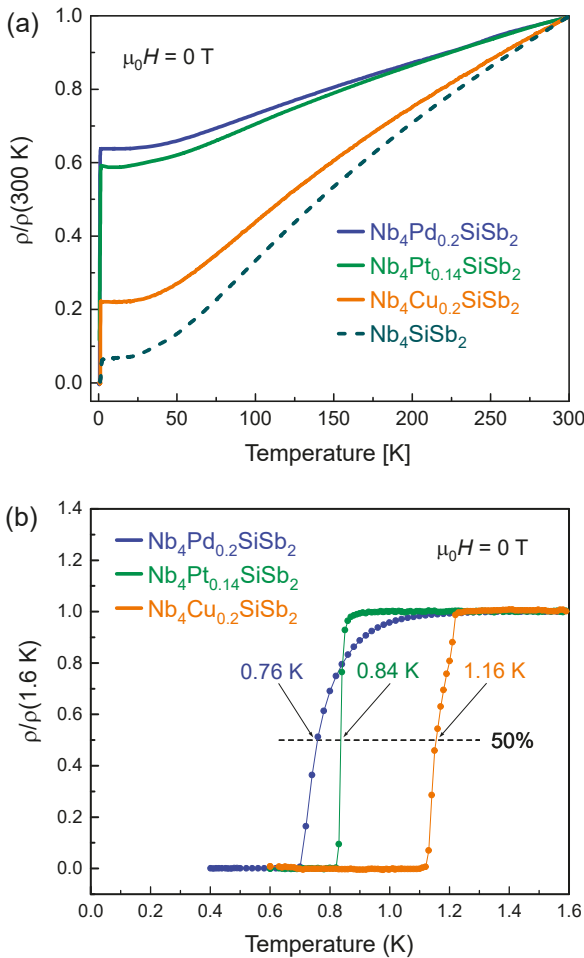 (a)
μ₀H = 0 T
ρ/ρ(300 K)
1.0
0.8
0.6
0.4
0.2
0.0
Nb₄Pd₀.₂SiSb₂
Nb₄Pt₀.₁₄SiSb₂
Nb₄Cu₀.₂SiSb₂
Nb₄SiSb₂
0 50 100 150 200 250 300
Temperature [K]
(b)
μ₀H = 0 T
Nb₄Pd₀.₂SiSb₂
Nb₄Pt₀.₁₄SiSb₂
Nb₄Cu₀.₂SiSb₂
ρ/ρ(1.6 K)
1.4
1.2
1.0
0.8
0.6
0.4
0.2
0.0
0.76 K 0.84 K 1.16 K
50%
0.0 0.2 0.4 0.6 0.8 1.0 1.2 1.4 1.6
Temperature (K)